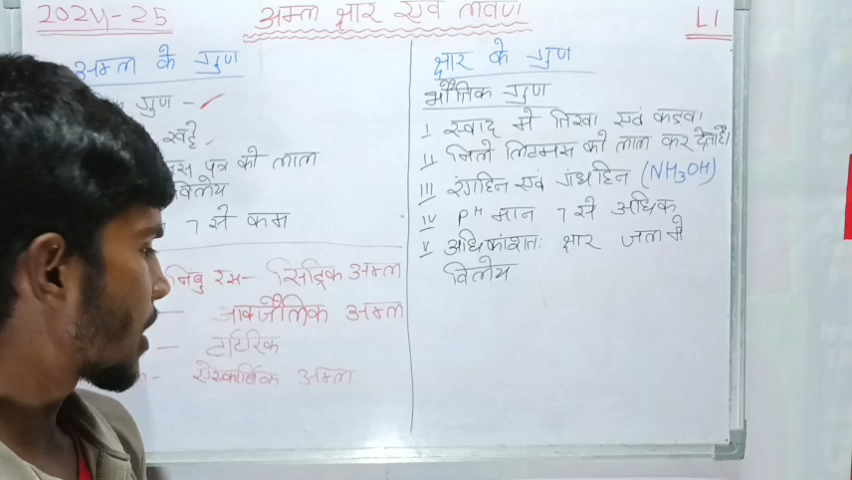 2024-25 अम्ल क्षार एवं लवण L1
अम्ल के गुण
गुण -
खट्टे
पत्र को लाल
विलेय
7 से कम
निंबु रस- सिट्रिक अम्ल
- आक्जैलिक अम्ल
- टार्टरिक
- एस्कार्बिक अम्ल
क्षार के गुण
भौतिक गुण
I स्वाद मे तिखा एवं कडवा
II निले लिटमस को लाल कर देता है।
III रंगहिन एवं गंधहिन (NH3OH)
IV PH मान 7 से अधिक
V अधिकांशतः क्षार जल मे
विलेय